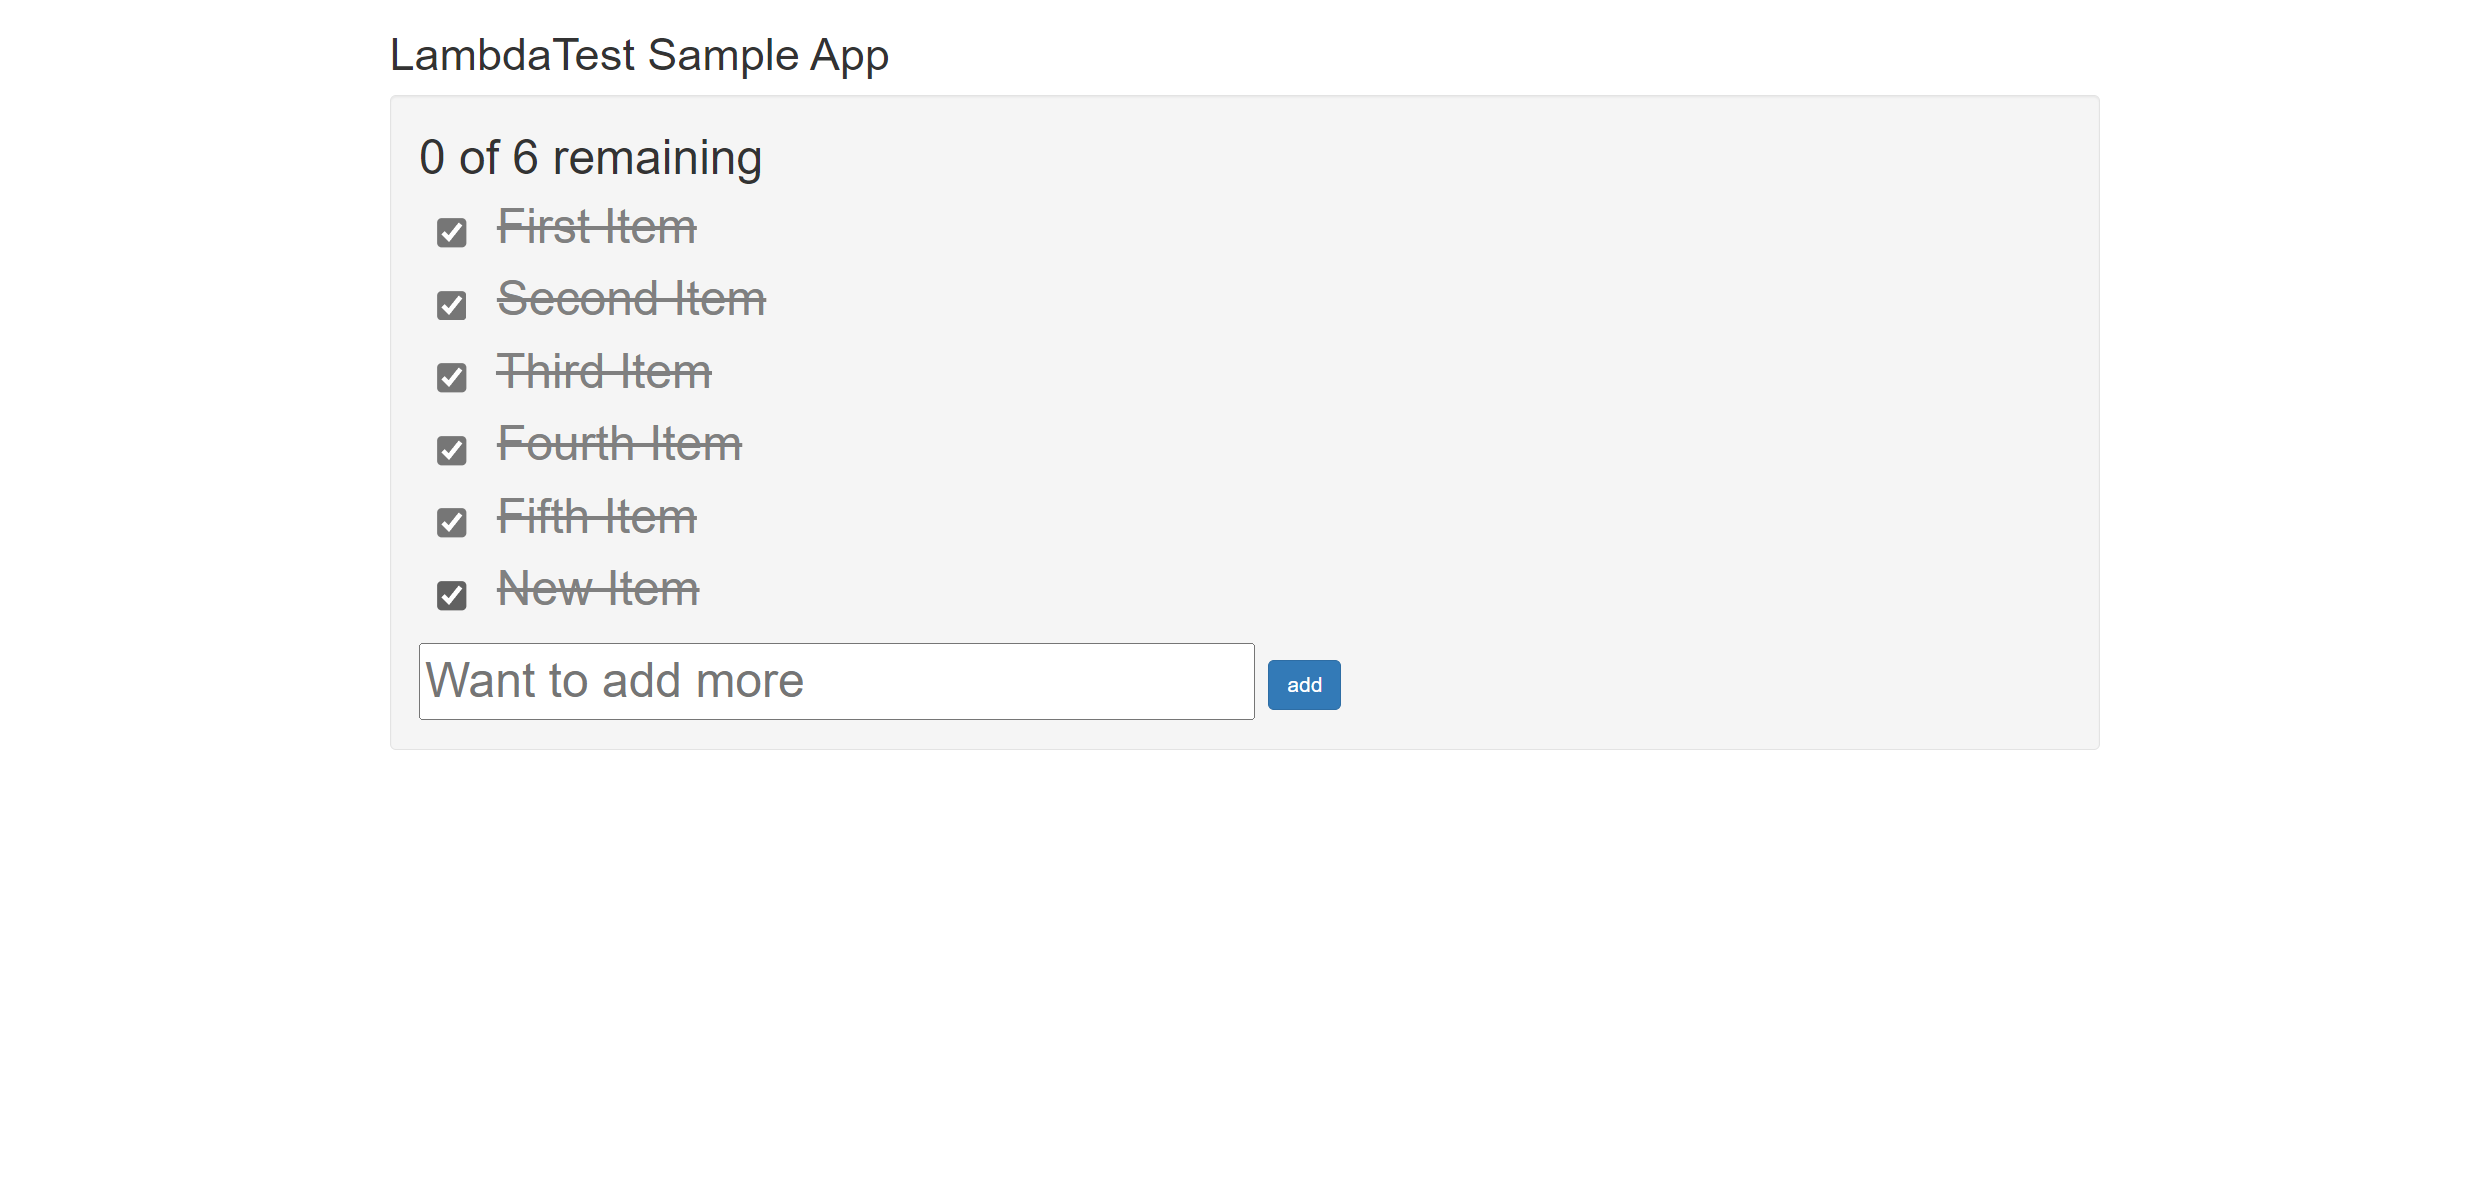 LambdaTest Sample App
0 of 6 remaining
First Item
Second Item
Third Item
Fourth Item
Fifth Item
New Item
Want to add more
add